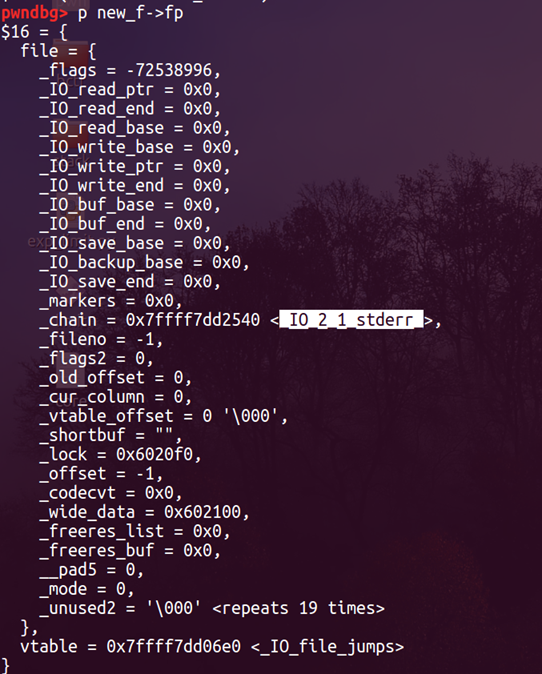 pwndbg> p new_f->fp
$16 = {
file = {
_flags = -72538996,
_IO_read_ptr = 0x0,
_IO_read_end = 0x0,
_IO_read_base = 0x0,
_IO_write_base = 0x0,
_IO_write_ptr = 0x0,
_IO_write_end = 0x0,
_IO_buf_base = 0x0,
_IO_buf_end = 0x0,
_IO_save_base = 0x0,
_IO_backup_base = 0x0,
_IO_save_end = 0x0,
_markers = 0x0,
_chain = 0x7ffff7dd2540 <_IO_2_1_stderr_>,
_fileno = -1,
_flags2 = 0,
_old_offset = 0,
_cur_column = 0,
_vtable_offset = 0 '\000',
_shortbuf = "",
_lock = 0x6020f0,
_offset = -1,
_codecvt = 0x0,
_wide_data = 0x602100,
_freeres_list = 0x0,
_freeres_buf = 0x0,
__pad5 = 0,
_mode = 0,
_unused2 = '\000' <repeats 19 times>
},
vtable = 0x7ffff7dd06e0 <_IO_file_jumps>
}